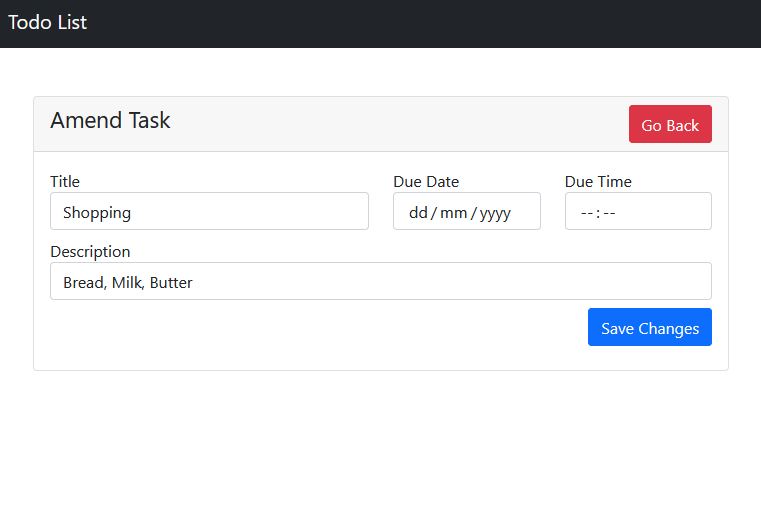 Todo List
Amend Task
Go Back
Title
Due Date
Due Time
Shopping
dd/mm/yyyy
--:--
Description
Bread, Milk, Butter
Save Changes